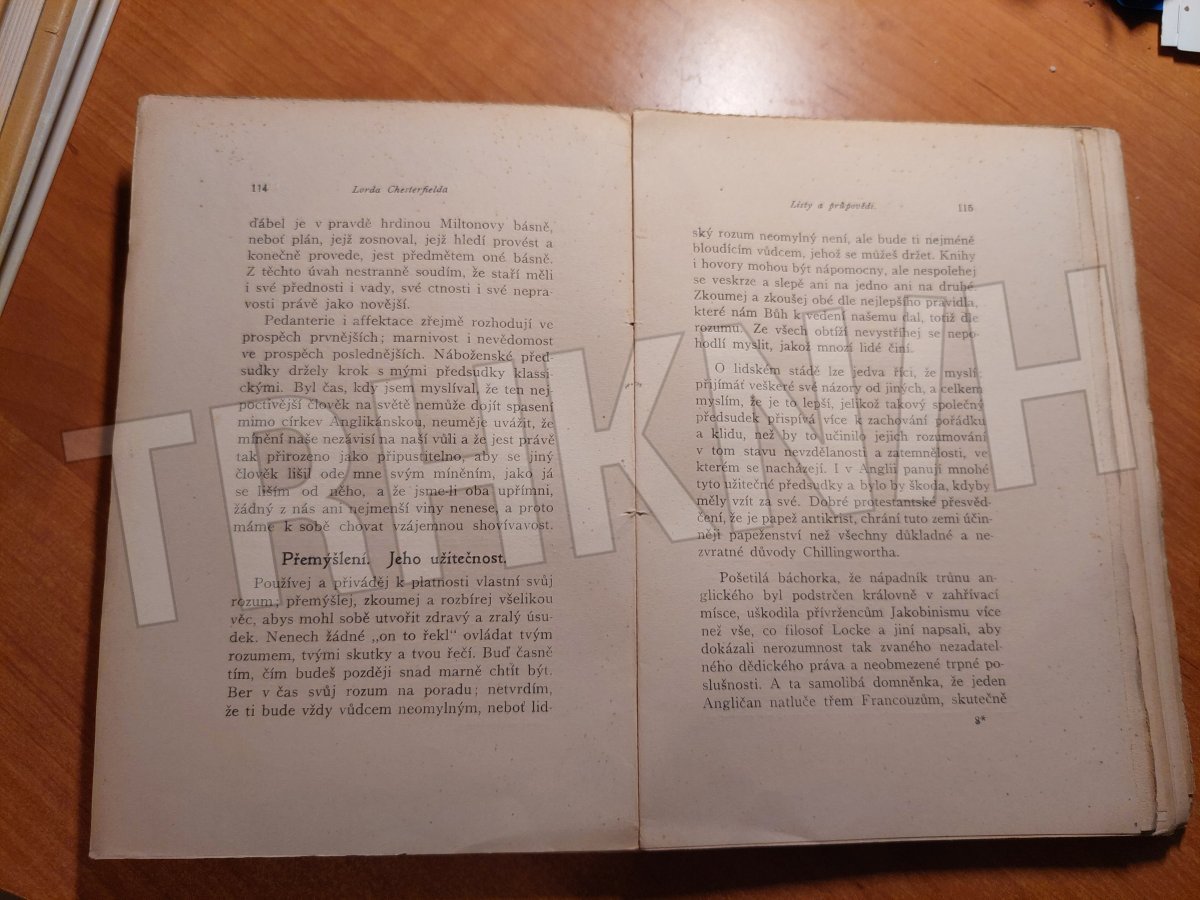 114
Lorda Chesterfielda
ďábel je v pravdě hrdinou Miltonovy básně,
neboť plán, jejž zosnoval, jejž hledí provést a
konečně provede, jest předmětem oné básně.
Z těchto úvah nestranně soudím, že staří měli
i své přednosti i vady, své ctnosti i své nepra-
vosti právě jako novější.
Pedanterie i affektace zřejmě rozhodují ve
prospěch prvnějších; marnivost i nevědomost
ve prospěch poslednějších. Náboženské před-
sudky držely krok s mými předsudky klassi-
ckými. Byl čas, kdy jsem myslíval, že ten nej-
poctivější člověk na světě nemůže dojít spasení
mimo církev Anglikánskou, neuměje uvážit, že
mínění naše nezávisí na naší vůli a že jest právě
tak přirozeno jako připustitelno, aby se jiný
člověk lišil ode mne svým míněním, jako já
se liším od něho, a že jsme-li oba upřímni,
žádný z nás ani nejmenší viny nenese, a proto
máme k sobě chovat vzájemnou shovívavost.
Přemýšlení. Jeho užitečnost.
Používej a přiváděj k platnosti vlastní svůj
rozum; přemýšlej, zkoumej a rozbírej všelikou
věc, abys mohl sobě utvořit zdravý a zralý úsu-
dek. Nenech žádné „on to řekl“ ovládat tvým
rozumem, tvými skutky a tvou řečí. Buď časně
tím, čím budeš později snad marně chtít být.
Ber v čas svůj rozum na poradu; netvrdím,
že ti bude vždy vůdcem neomylným, neboť lid-
Listy a průpovědi.
115
ský rozum neomylný není, ale bude ti nejméně
bloudícím vůdcem, jehož se můžeš držet. Knihy
i hovory mohou být nápomocny, ale nespolehej
se veskrze a slepě ani na jedno ani na druhé.
Zkoumej a zkoušej obé dle nejlepšího pravidla,
které nám Bůh k vedení našemu dal, totiž dle
rozumu. Ze všech obtíží nevystříhej se nepo-
hodlí myslit, jakož mnozí lidé činí.
O lidském stádě lze jedva říci, že myslí;
přijímáť veškeré své názory od jiných, a celkem
myslím, že je to lepší, jelikož takový společný
předsudek přispívá více k zachování pořádku
a klidu, než by to učinilo jejich rozumování
v tom stavu nevzdělanosti a zatemnělosti, ve
kterém se nacházejí. I v Anglii panují mnohé
tyto užitečné předsudky a bylo by škoda, kdyby
měly vzít za své. Dobré protestantské přesvěd-
čení, že je papež antikrist, chrání tuto zemi účin-
něji papeženství než všechny důkladné a ne-
zvratné důvody Chillingwortha.
Pošetilá báchorka, že nápadník trůnu an-
glického byl podstrčen královně v zahřívací
mísce, uškodila přívržencům Jakobinismu více
než vše, co filosof Locke a jiní napsali, aby
dokázali nerozumnost tak zvaného nezadatel-
ného dědického práva a neobmezené trpné po-
slušnosti. A ta samolibá domněnka, že jeden
Angličan natluče třem Francouzům, skutečně
8*
TRHKNIH